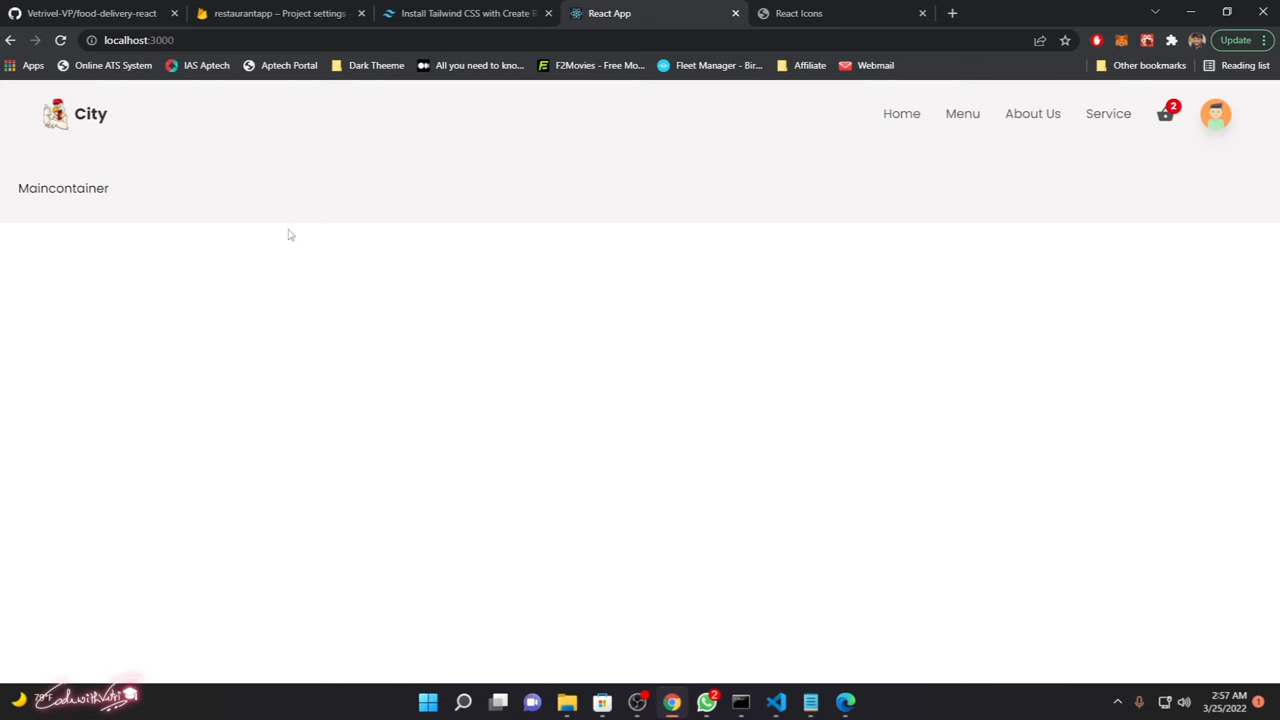 Vetrivel-VP/food-delivery-react
restaurantapp – Project settings
Install Tailwind CSS with Create R
React App
React Icons
localhost:3000
Update
Apps
Online ATS System
IAS Aptech
Aptech Portal
Dark Theeme
All you need to kno...
F2Movies - Free Mo...
Fleet Manager - Bir...
Affiliate
Webmail
Other bookmarks
Reading list
City
Home
Menu
About Us
Service
2
Maincontainer
CodewithVetri
2
2:57 AM
3/25/2022
1